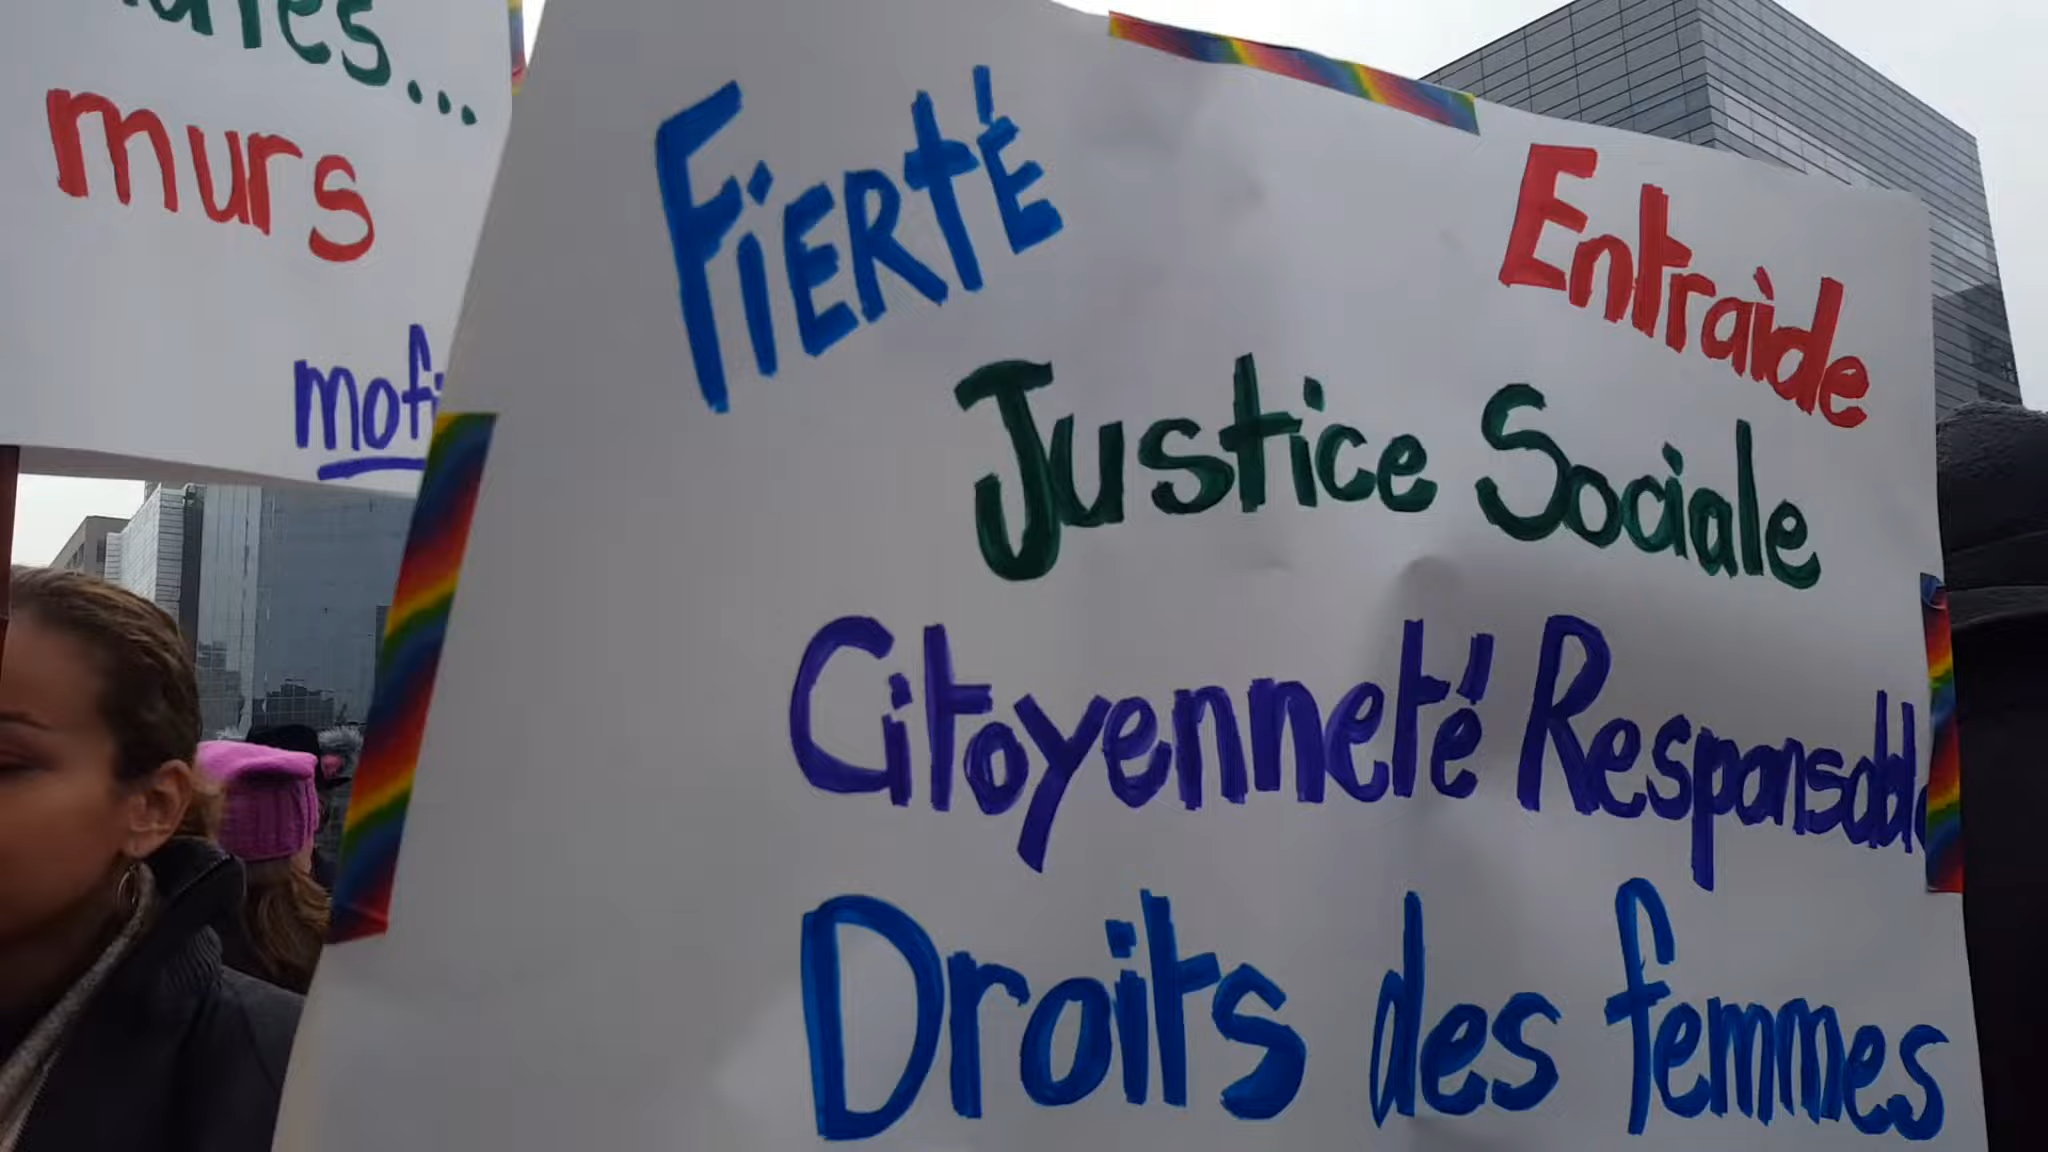 murs
FiERtÉ
Entraide
Justice Sociale
Citoyenneté Responsable
Droits des femmes